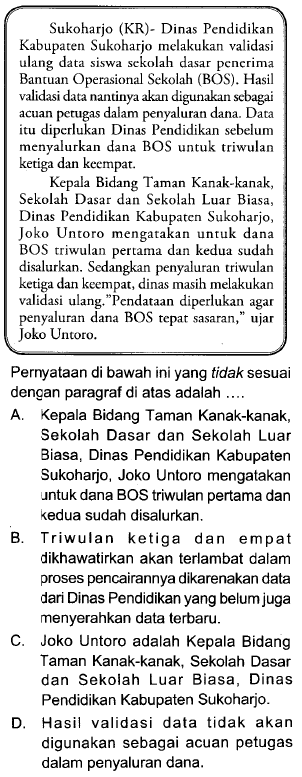 Sukoharjo (KR)- Dinas Pendidikan
Kabupaten Sukoharjo melakukan validasi
ulang data siswa sekolah dasar penerima
Bantuan Operasional Sekolah (BOS). Hasil
validasi data nantinya akan digunakan sebagai
acuan petugas dalam penyaluran dana. Data
itu diperlukan Dinas Pendidikan sebelum
menyalurkan dana BOS untuk triwulan
ketiga dan keempat.
Kepala Bidang Taman Kanak-kanak,
Sekolah Dasar dan Sekolah Luar Biasa,
Dinas Pendidikan Kabupaten Sukoharjo,
Joko Untoro mengatakan untuk dana
BOS triwulan pertama dan kedua sudah
disalurkan. Sedangkan penyaluran triwulan
ketiga dan keempat, dinas masih melakukan
validasi ulang."Pendataan diperlukan agar
penyaluran dana BOS tepat sasaran," ujar
Joko Untoro.
Pernyataan di bawah ini yang tidak sesuai
dengan paragraf di atas adalah ....
A. Kepala Bidang Taman Kanak-kanak,
Sekolah Dasar dan Sekolah Luar
Biasa, Dinas Pendidikan Kabupaten
Sukoharjo, Joko Untoro mengatakan
untuk dana BOS triwulan pertama dan
kedua sudah disalurkan.
B. Triwulan ketiga dan empat
dikhawatirkan akan terlambat dalam
proses pencairannya dikarenakan data
dari Dinas Pendidikan yang belum juga
menyerahkan data terbaru.
C. Joko Untoro adalah Kepala Bidang
Taman Kanak-kanak, Sekolah Dasar
dan Sekolah Luar Biasa, Dinas
Pendidikan Kabupaten Sukoharjo.
D. Hasil validasi data tidak akan
digunakan sebagai acuan petugas
dalam penyaluran dana.